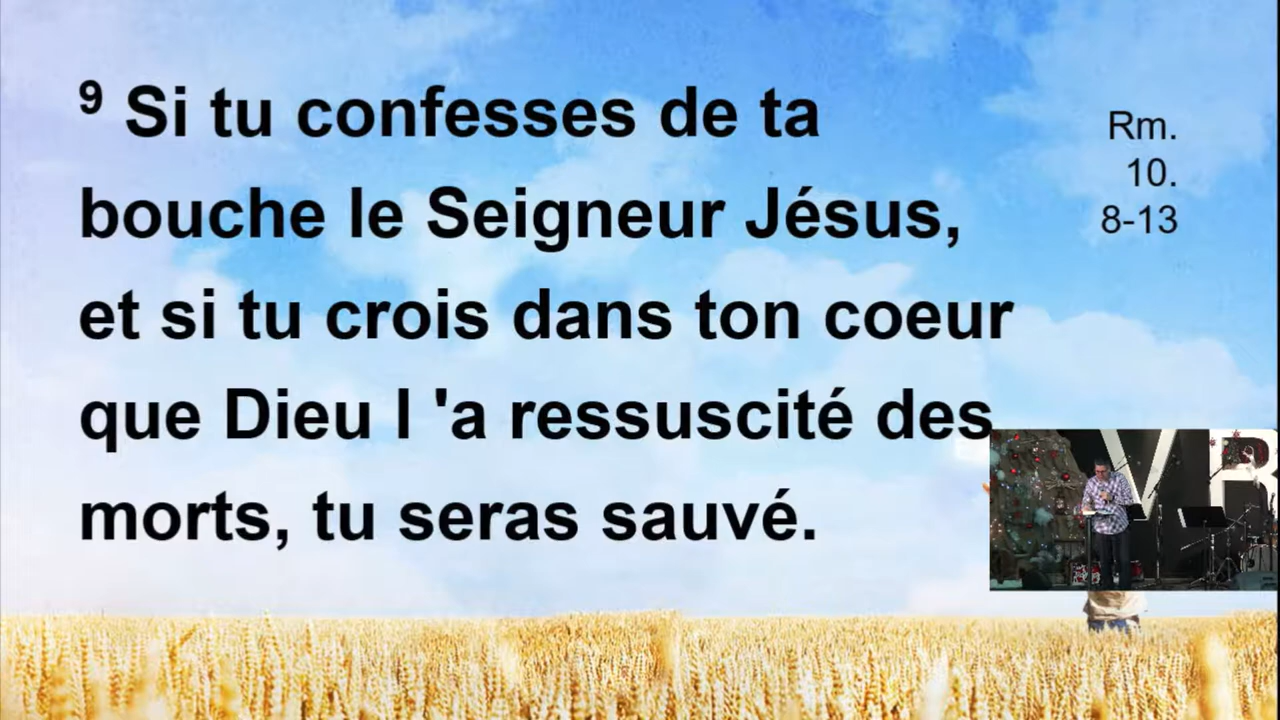 ⁹ Si tu confesses de ta
bouche le Seigneur Jésus,
et si tu crois dans ton coeur
que Dieu l 'a ressuscité des
morts, tu seras sauvé.
Rm.
10.
8-13